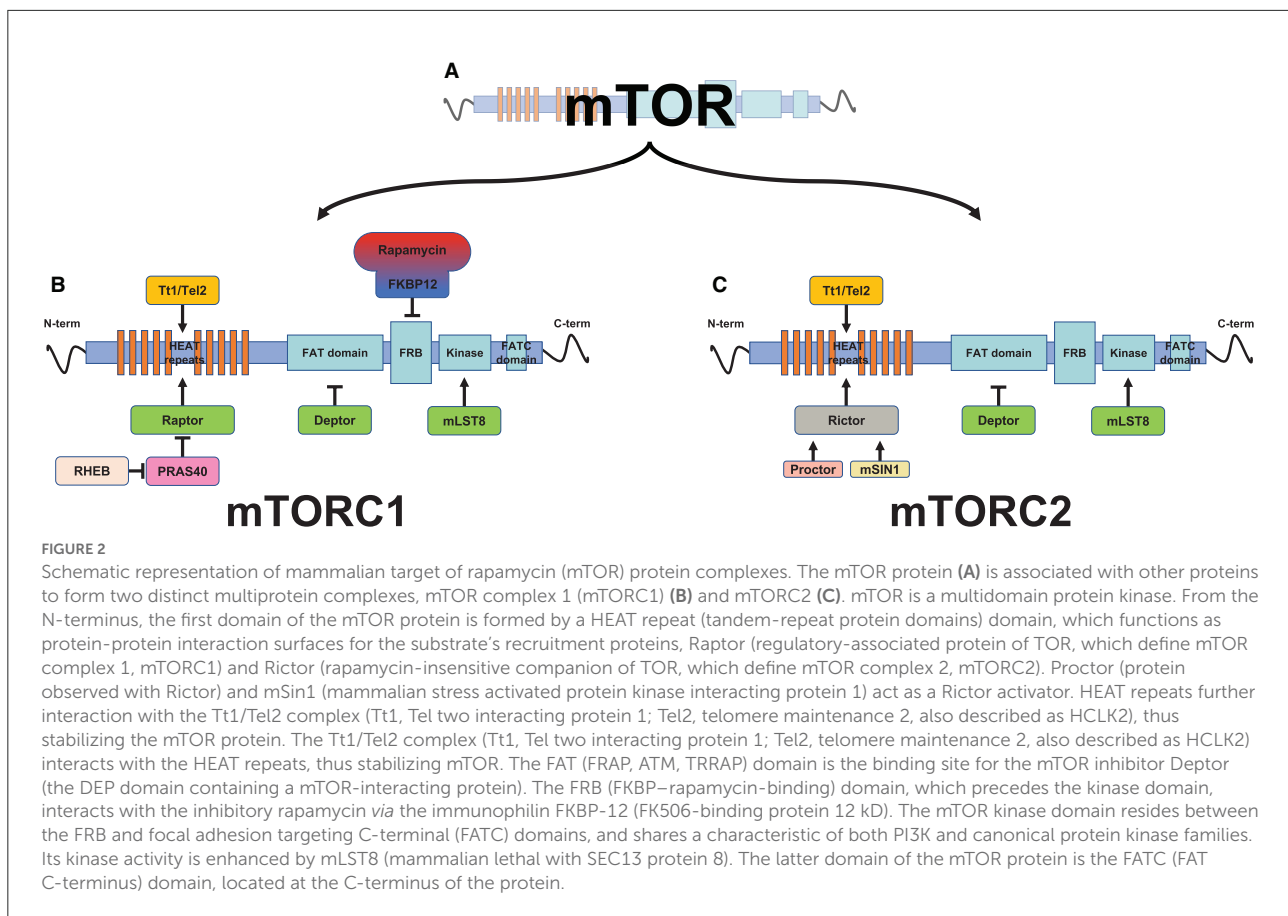 A
mTOR
B
Rapamycin
FKBP12
Tt1/Tel2
N-term
C-term
HEAT
repeats
FAT domain
FRB
Kinase
FATC
domain
Raptor
Deptor
mLST8
RHEB
PRAS40
mTORC1
C
Tt1/Tel2
N-term
C-term
HEAT
repeats
FAT domain
FRB
Kinase
FATC
domain
Rictor
Deptor
mLST8
Proctor
mSIN1
mTORC2
FIGURE 2
Schematic representation of mammalian target of rapamycin (mTOR) protein complexes. The mTOR protein (A) is associated with other proteins
to form two distinct multiprotein complexes, mTOR complex 1 (mTORC1) (B) and mTORC2 (C). mTOR is a multidomain protein kinase. From the
N-terminus, the first domain of the mTOR protein is formed by a HEAT repeat (tandem-repeat protein domains) domain, which functions as
protein-protein interaction surfaces for the substrate's recruitment proteins, Raptor (regulatory-associated protein of TOR, which define mTOR
complex 1, mTORC1) and Rictor (rapamycin-insensitive companion of TOR, which define mTOR complex 2, mTORC2). Proctor (protein
observed with Rictor) and mSin1 (mammalian stress activated protein kinase interacting protein 1) act as a Rictor activator. HEAT repeats further
interaction with the Tt1/Tel2 complex (Tt1, Tel two interacting protein 1; Tel2, telomere maintenance 2, also described as HCLK2), thus
stabilizing the mTOR protein. The Tt1/Tel2 complex (Tt1, Tel two interacting protein 1; Tel2, telomere maintenance 2, also described as HCLK2)
interacts with the HEAT repeats, thus stabilizing mTOR. The FAT (FRAP, ATM, TRRAP) domain is the binding site for the mTOR inhibitor Deptor
(the DEP domain containing a mTOR-interacting protein). The FRB (FKBP–rapamycin-binding) domain, which precedes the kinase domain,
interacts with the inhibitory rapamycin via the immunophilin FKBP-12 (FK506-binding protein 12 kD). The mTOR kinase domain resides between
the FRB and focal adhesion targeting C-terminal (FATC) domains, and shares a characteristic of both PI3K and canonical protein kinase families.
Its kinase activity is enhanced by mLST8 (mammalian lethal with SEC13 protein 8). The latter domain of the mTOR protein is the FATC (FAT
C-terminus) domain, located at the C-terminus of the protein.